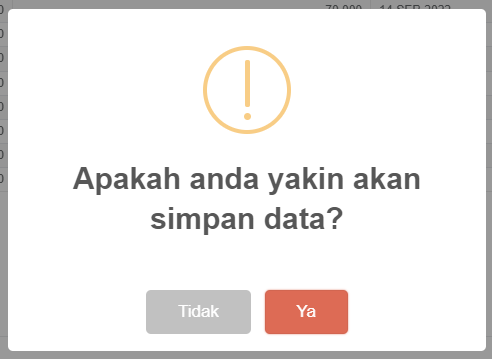 Apakah anda yakin akan
simpan data?
Tidak
Ya